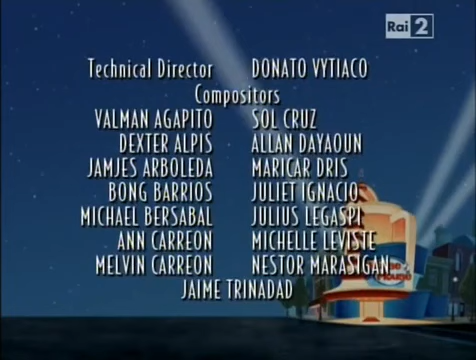 Rai 2
Technical Director DONATO VYTIACO
Compositors
VALMAN AGAPITO SOL CRUZ
DEXTER ALPIS ALLAN DAYAOUN
JAMJES ARBOLEDA MARICAR DRIS
BONG BARRIOS JULIET IGNACIO
MICHAEL BERSABAL JULIUS LEGASPI
ANN CARREON MICHELLE LEVISTE
MELVIN CARREON NESTOR MARASIGAN
JAIME TRINADAD